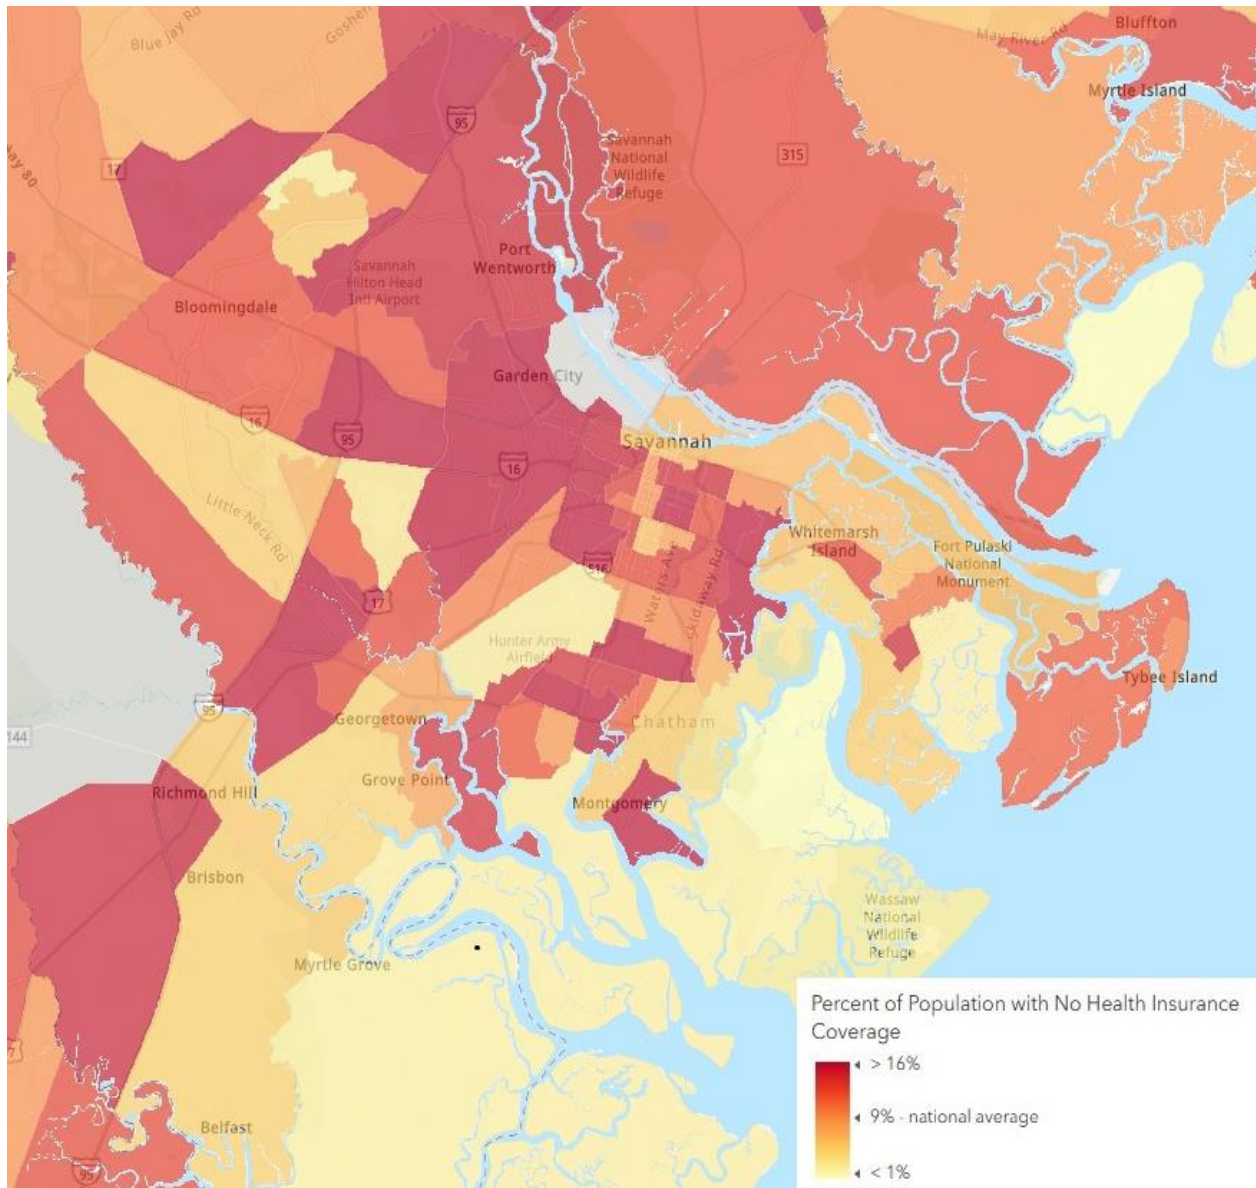 Blue Jay Rd
Goshen
May River Rd
Bluffton
Myrtle Island
95
17
ay 80
315
Savannah
National
Wildlife
Refuge
Port
Wentworth
Savannah
Hilton Head
Intl Airport
Bloomingdale
Garden City
16
95
Savannah
16
Little Neck Rd
Whitemarsh
Island
Fort Pulaski
National
Monument
516
Waters Ave
Skidaway Rd
17
Hunter Army
Airfield
Tybee Island
95
Georgetown
Chatham
144
Grove Point
Richmond Hill
Montgomery
Brisbon
Wassaw
National
Wildlife
Refuge
Myrtle Grove
Percent of Population with No Health Insurance
Coverage
> 16%
9% - national average
< 1%
Belfast
95